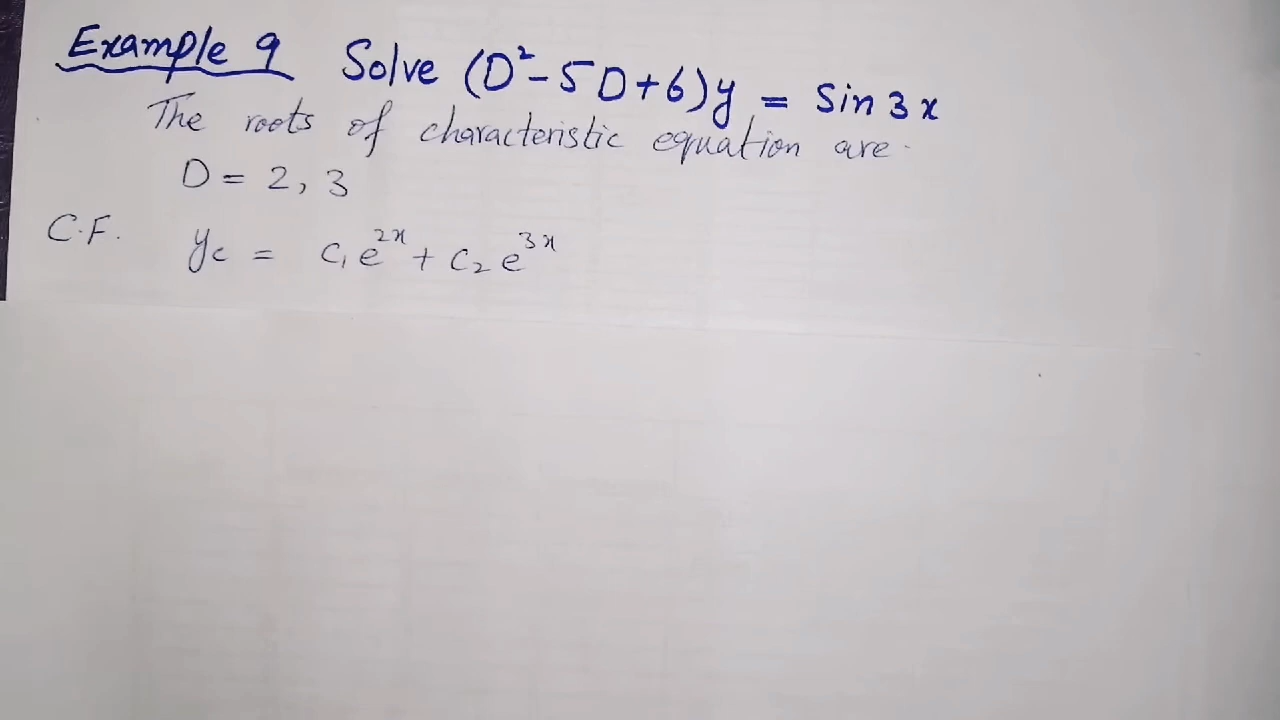 Example 9 Solve (D²-5D+6)y = Sin 3x
The roots of characteristic equation are.
D = 2, 3
C.F. y_c = c₁e^{2x} + c₂e^{3x}